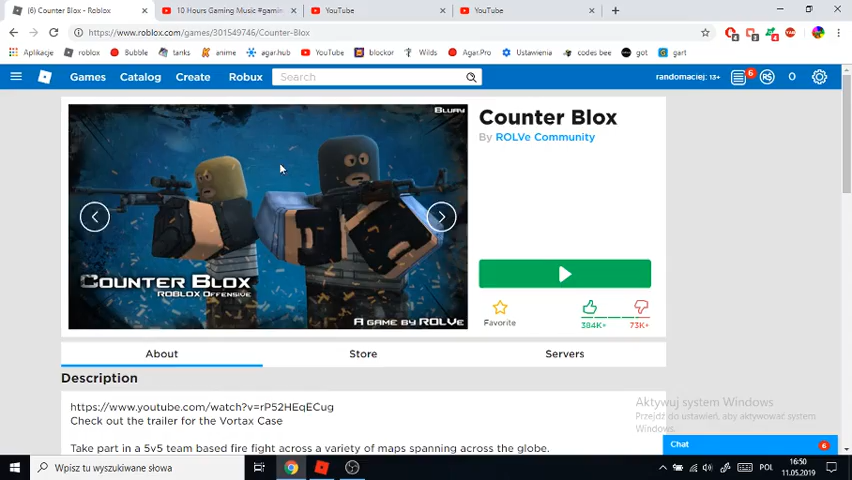 (6) Counter Blox - Roblox
10 Hours Gaming Music #gamin
YouTube
YouTube
https://www.roblox.com/games/301549746/Counter-Blox
Aplikacje
roblox
Bubble
tanks
anime
agar.hub
YouTube
blockor
Wilds
Agar.Pro
Ustawienia
codes bee
got
gart
Games
Catalog
Create
Robux
Search
randomaciej: 13+
6
R$
0
BLURY
COUNTER BLOX
ROBLOX OFFENSIVE
A GAME BY ROLVE
Counter Blox
By ROLVe Community
Favorite
384K+
73K+
About
Store
Servers
Description
https://www.youtube.com/watch?v=rP52HEqECug
Check out the trailer for the Vortax Case
Take part in a 5v5 team based fire fight across a variety of maps spanning across the globe.
Aktywuj system Windows
Przejdź do ustawień, aby aktywować system
Windows.
Chat
6
Wpisz tu wyszukiwane słowa
POL
16:50
11.05.2019